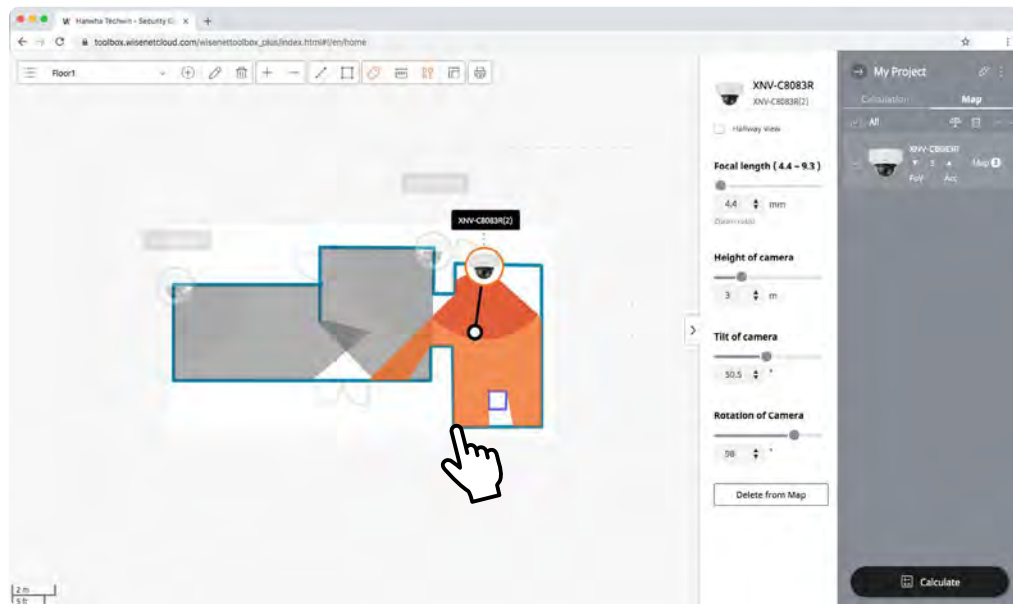 Hanwha Techwin - Security C
toolbox.wisenetcloud.com/wisenettoolbox_plus/index.html#!/en/home
Floor1
XNV-C8083R
XNV-C8083R(2)
Hallway view
Focal length ( 4.4 ~ 9.3 )
4.4 mm
Height of camera
3 m
Tilt of camera
50.5 °
Rotation of Camera
98 °
Delete from Map
XNV-C8083R(2)
My Project
Calculation Map
All
XNV-C8083R
3 Map
FoV Acc
Calculate
2 m
5 ft